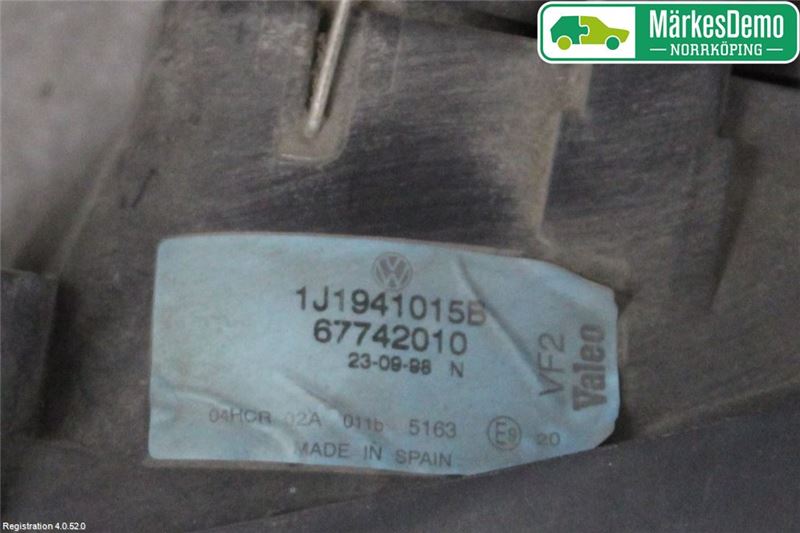 MärkesDemo
NORRKÖPING
1J1941015B
67742010
23-09-98 N
VF2
Valeo
04HCR 02A 011b 5163 E9 20
MADE IN SPAIN
Registration 4.0.52.0